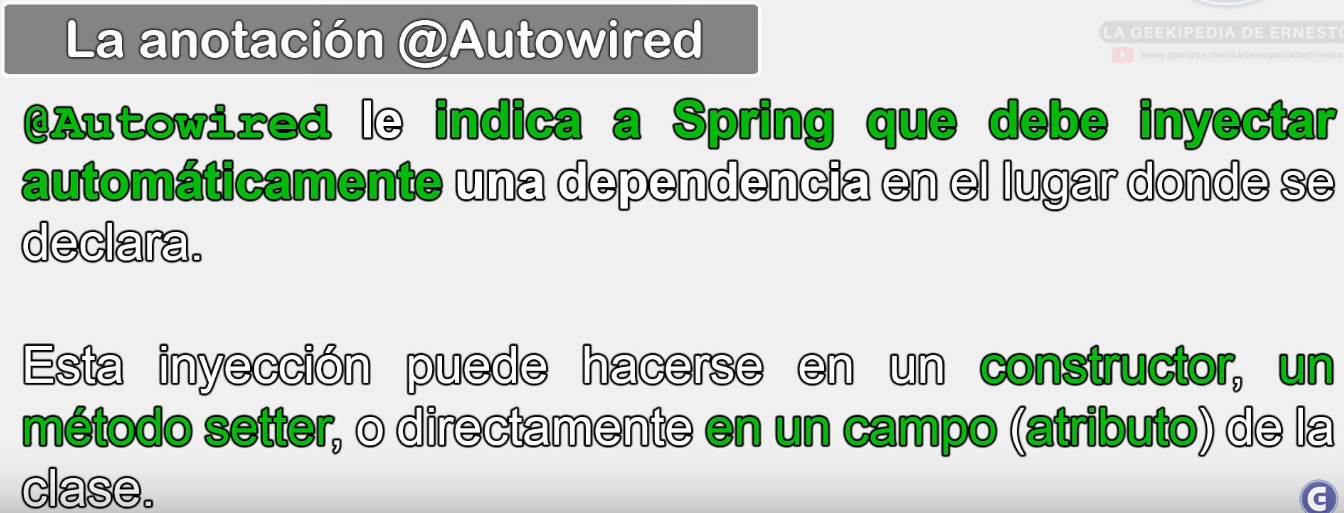 La anotación @Autowired
LA GEEKIPEDIA DE ERNESTO
www.youtube.com/LaGeekipediaDeErnesto
@Autowired le indica a Spring que debe inyectar
automáticamente una dependencia en el lugar donde se
declara.
Esta inyección puede hacerse en un constructor, un
método setter, o directamente en un campo (atributo) de la
clase.
G